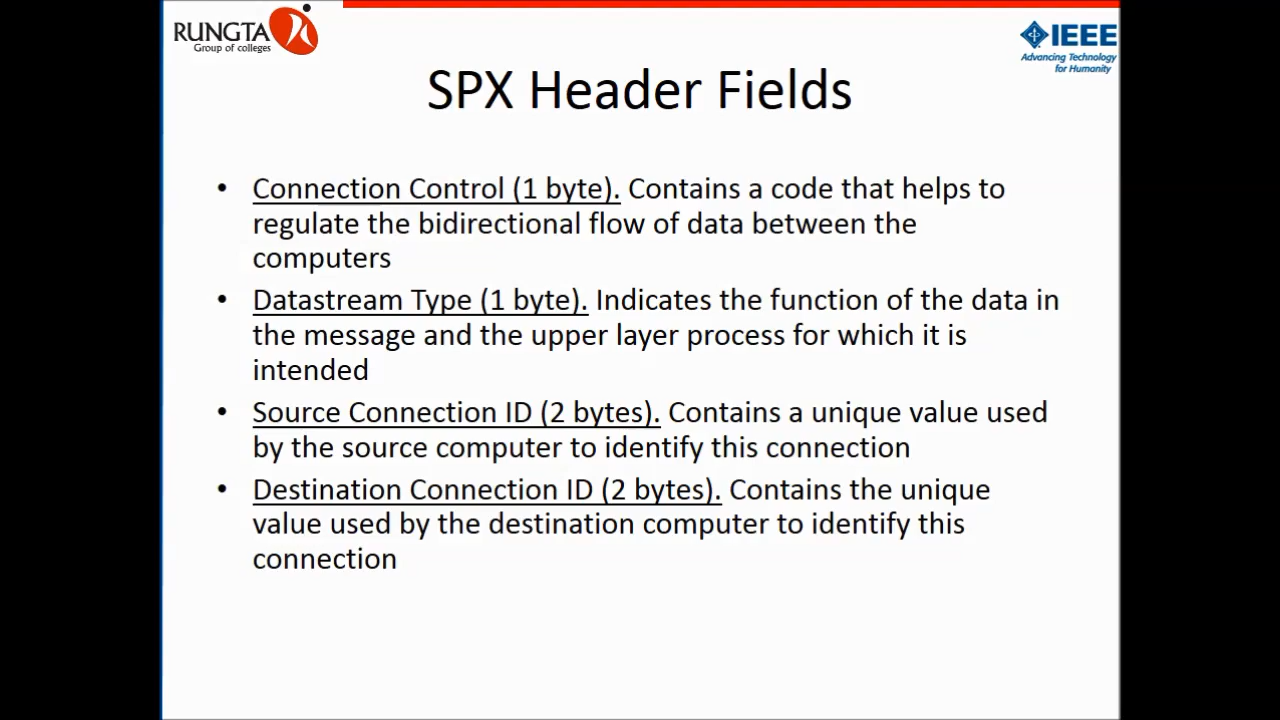 RUNGTA
Group of colleges
IEEE
Advancing Technology
for Humanity
SPX Header Fields
• Connection Control (1 byte). Contains a code that helps to
regulate the bidirectional flow of data between the
computers
• Datastream Type (1 byte). Indicates the function of the data in
the message and the upper layer process for which it is
intended
• Source Connection ID (2 bytes). Contains a unique value used
by the source computer to identify this connection
• Destination Connection ID (2 bytes). Contains the unique
value used by the destination computer to identify this
connection